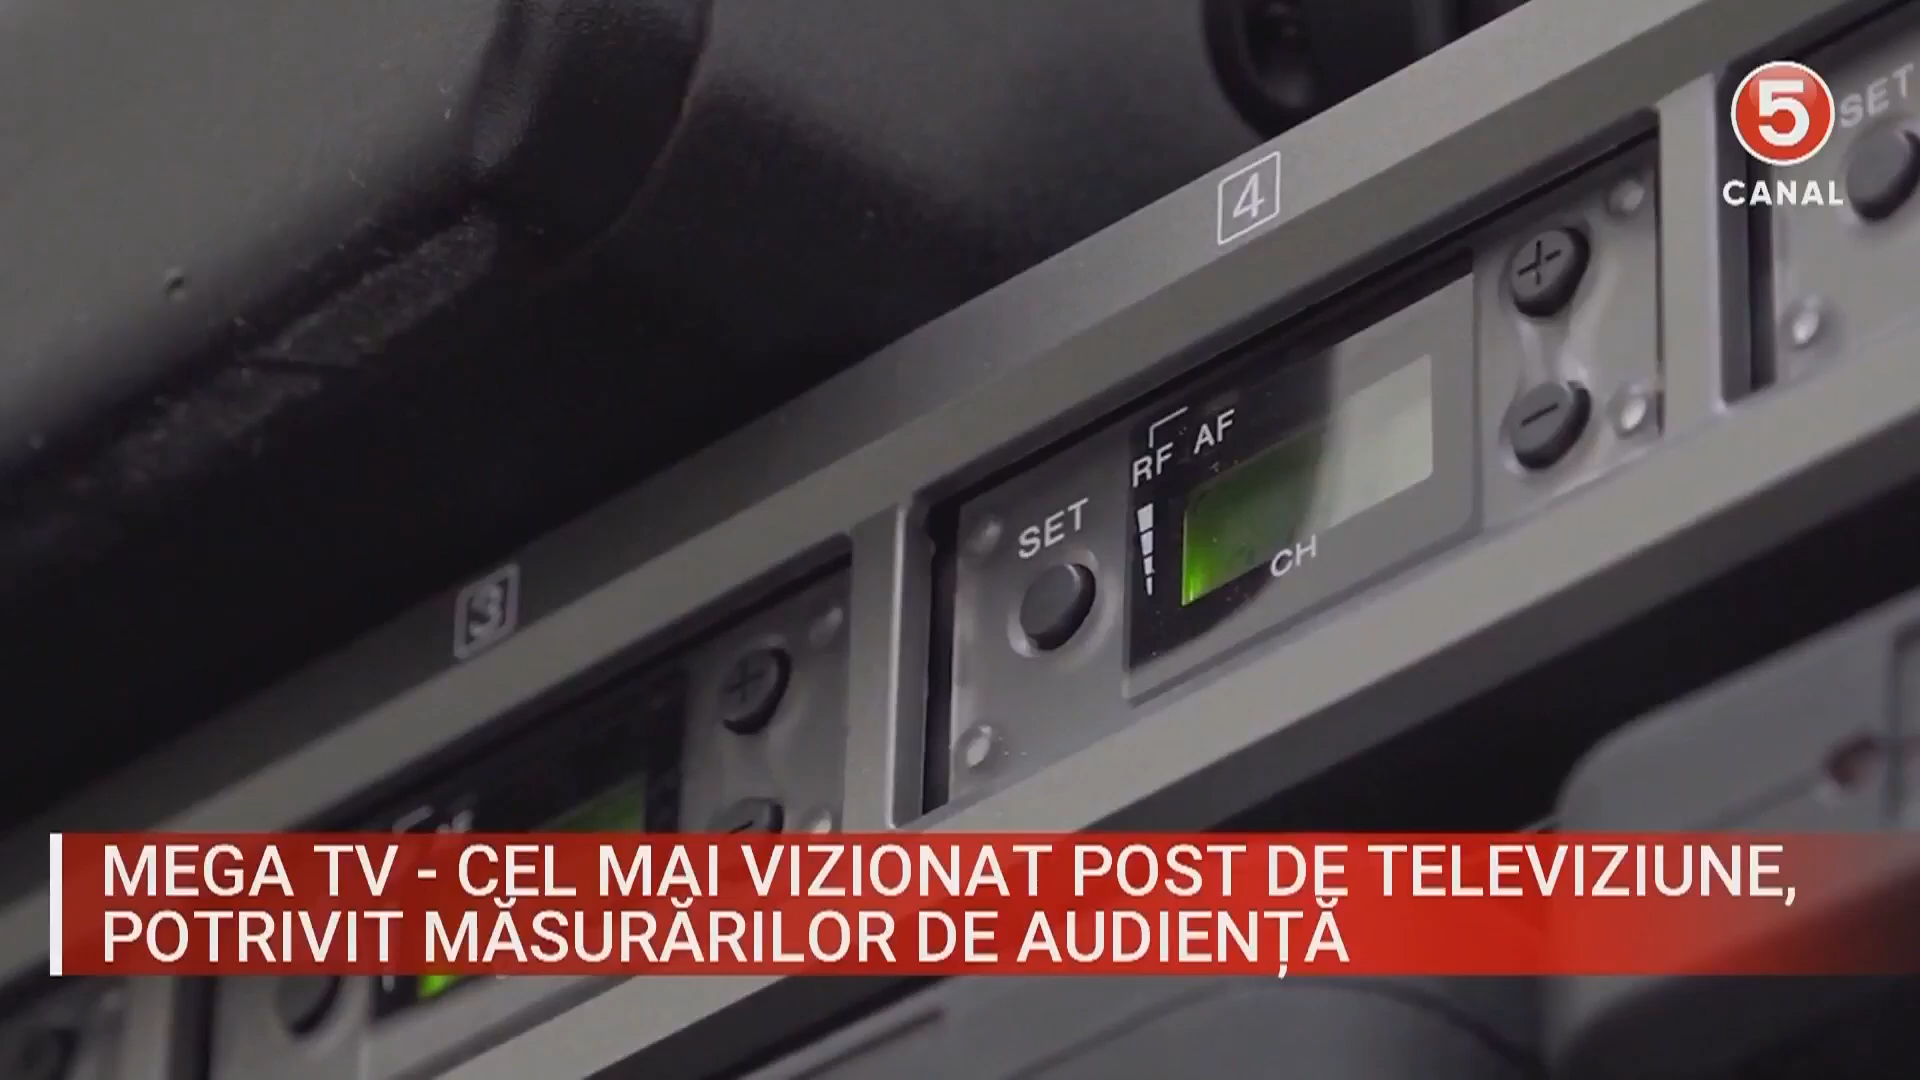 5
CANAL
SET
4
RF AF
SET
CH
3
MEGA TV - CEL MAI VIZIONAT POST DE TELEVIZIUNE,
POTRIVIT MĂSURĂRILOR DE AUDIENȚĂ